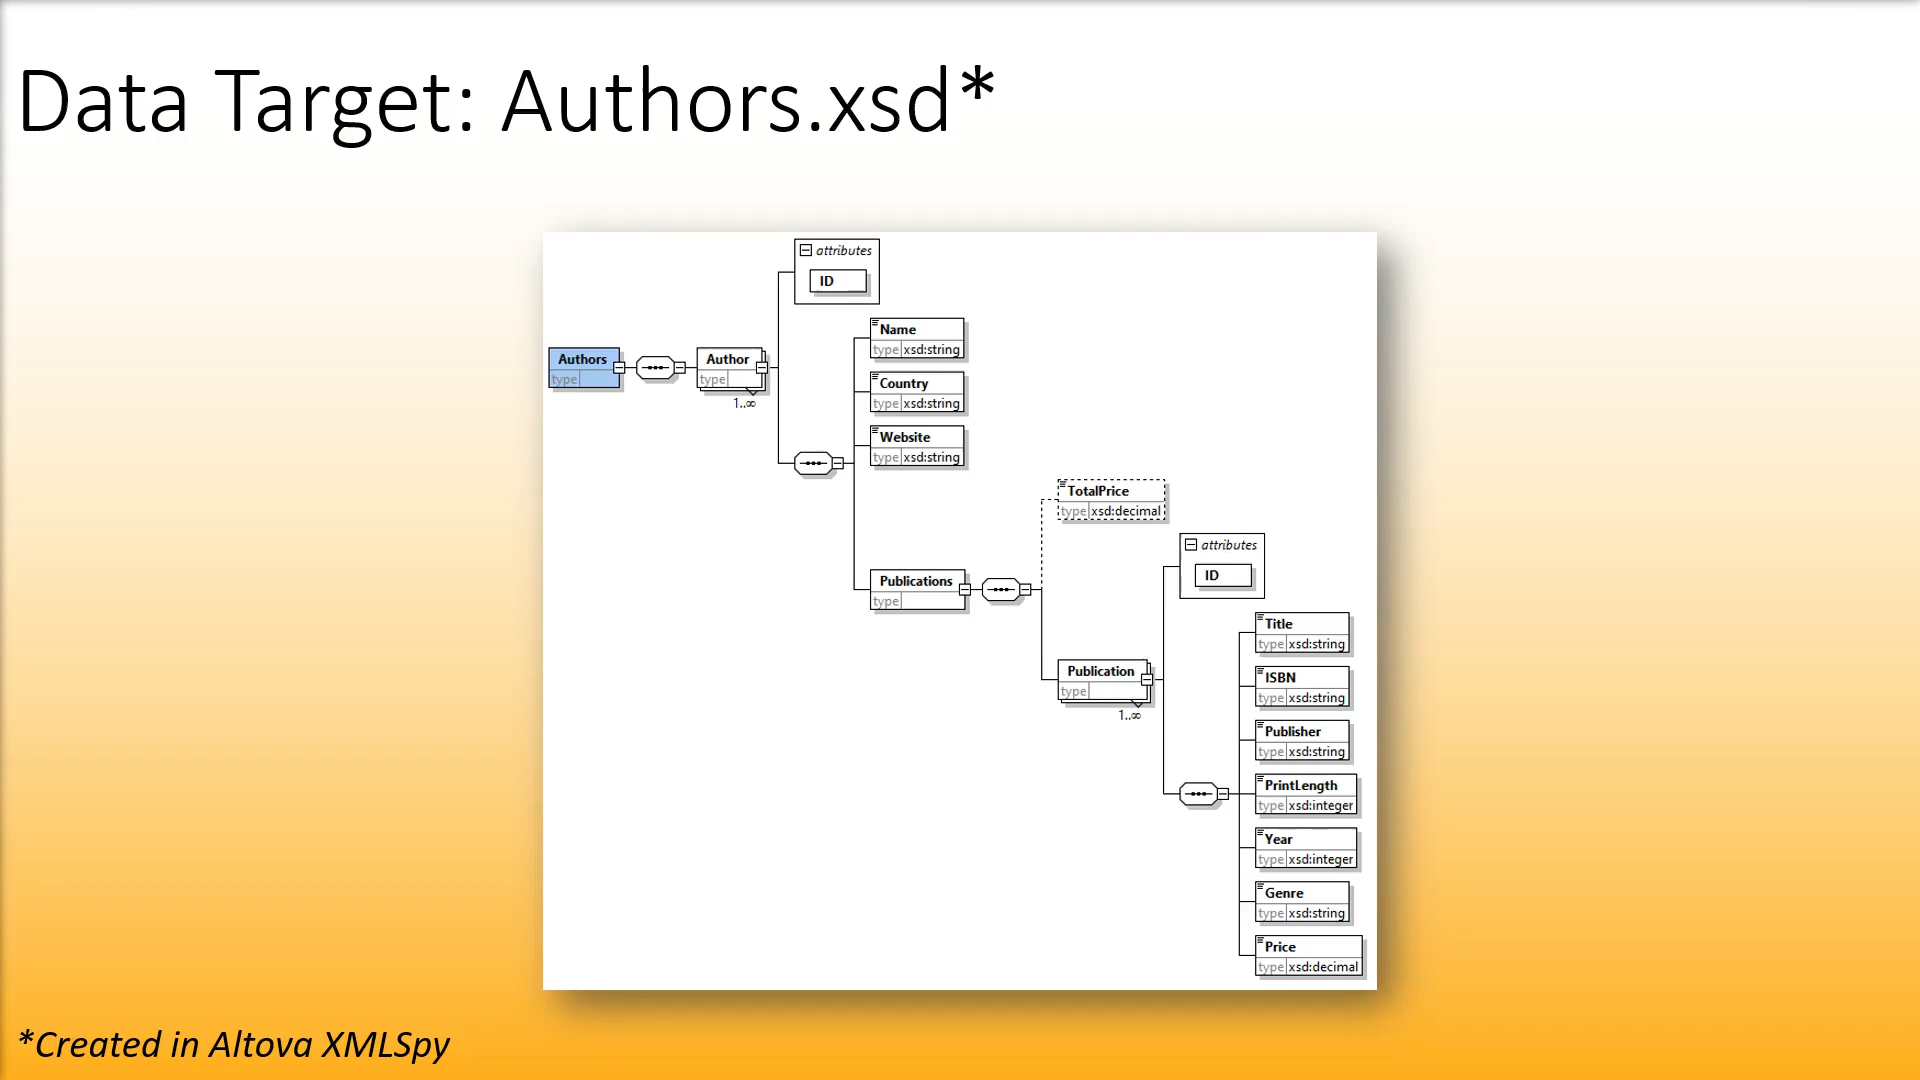 Data Target: Authors.xsd*
attributes
ID
Name
type xsd:string
Authors
type
Author
type
1..∞
Country
type xsd:string
Website
type xsd:string
TotalPrice
type xsd:decimal
Publications
type
attributes
ID
Title
type xsd:string
Publication
type
1..∞
ISBN
type xsd:string
Publisher
type xsd:string
PrintLength
type xsd:integer
Year
type xsd:integer
Genre
type xsd:string
Price
type xsd:decimal
*Created in Altova XMLSpy